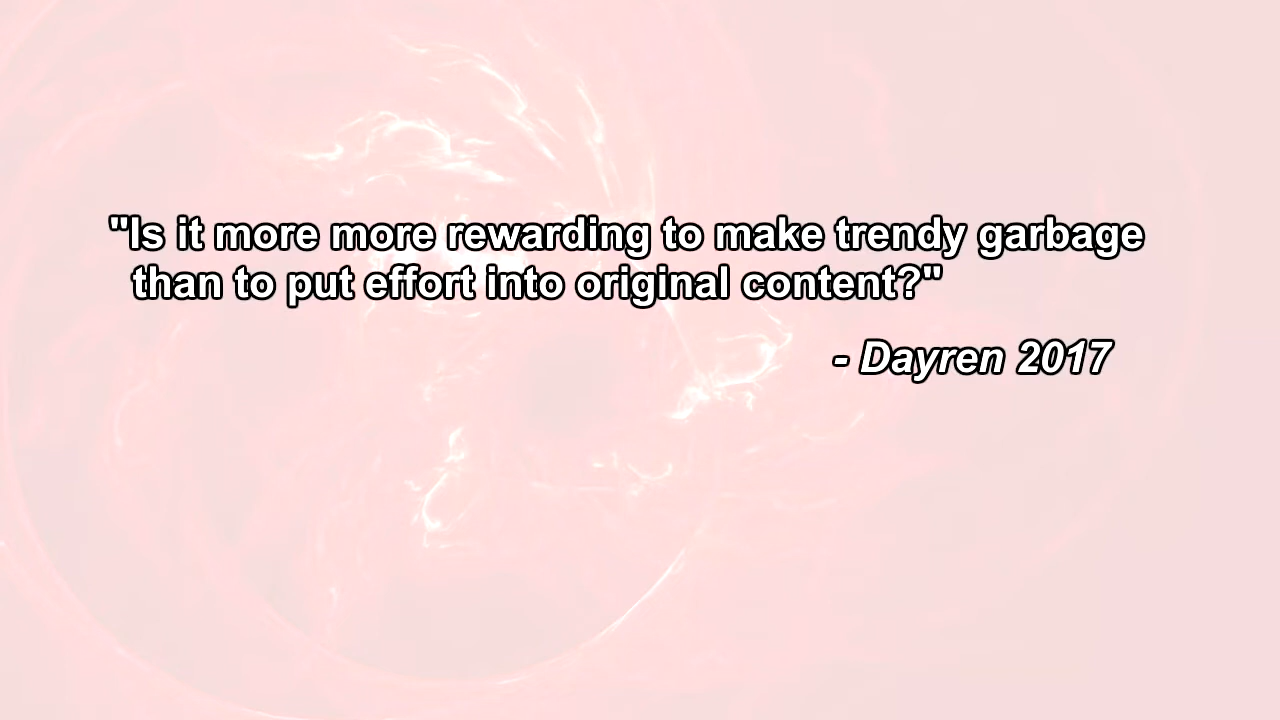 "Is it more more rewarding to make trendy garbage
than to put effort into original content?"
- Dayren 2017